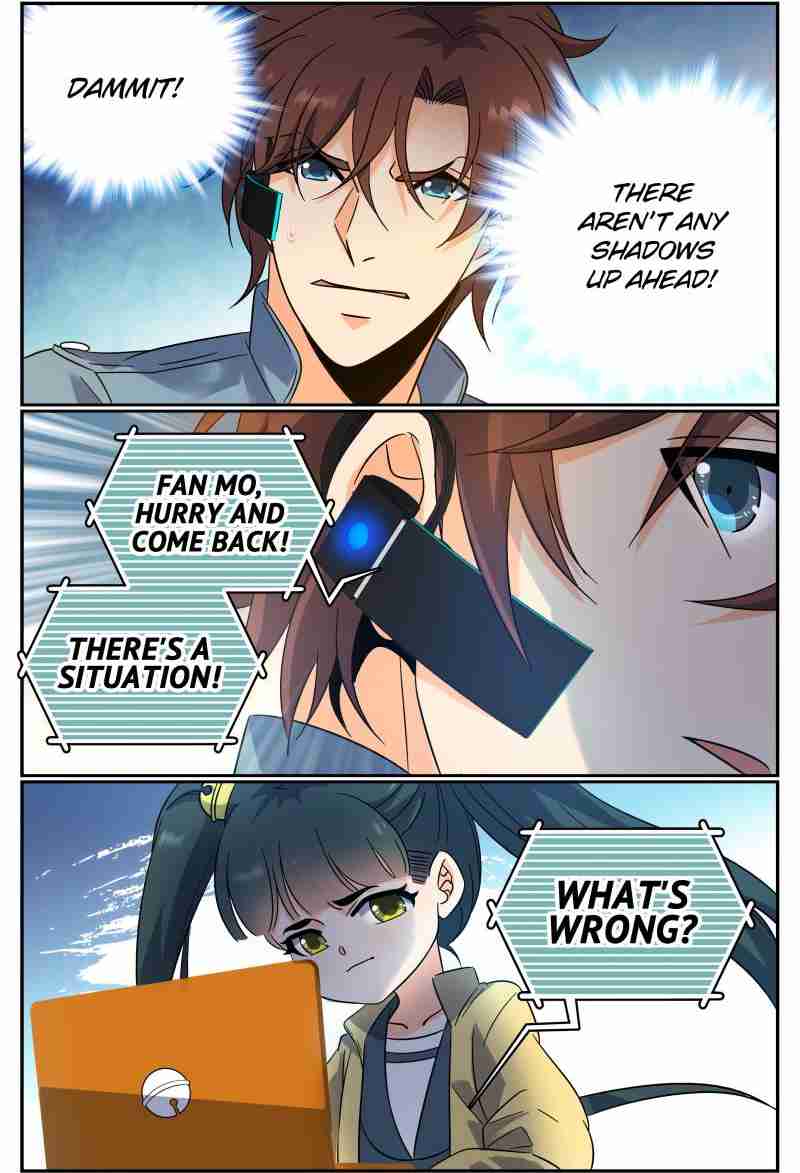 DAMMIT!
THERE
AREN'T ANY
SHADOWS
UP AHEAD!
FAN MO,
HURRY AND
COME BACK!
THERE'S A
SITUATION!
WHAT'S
WRONG?